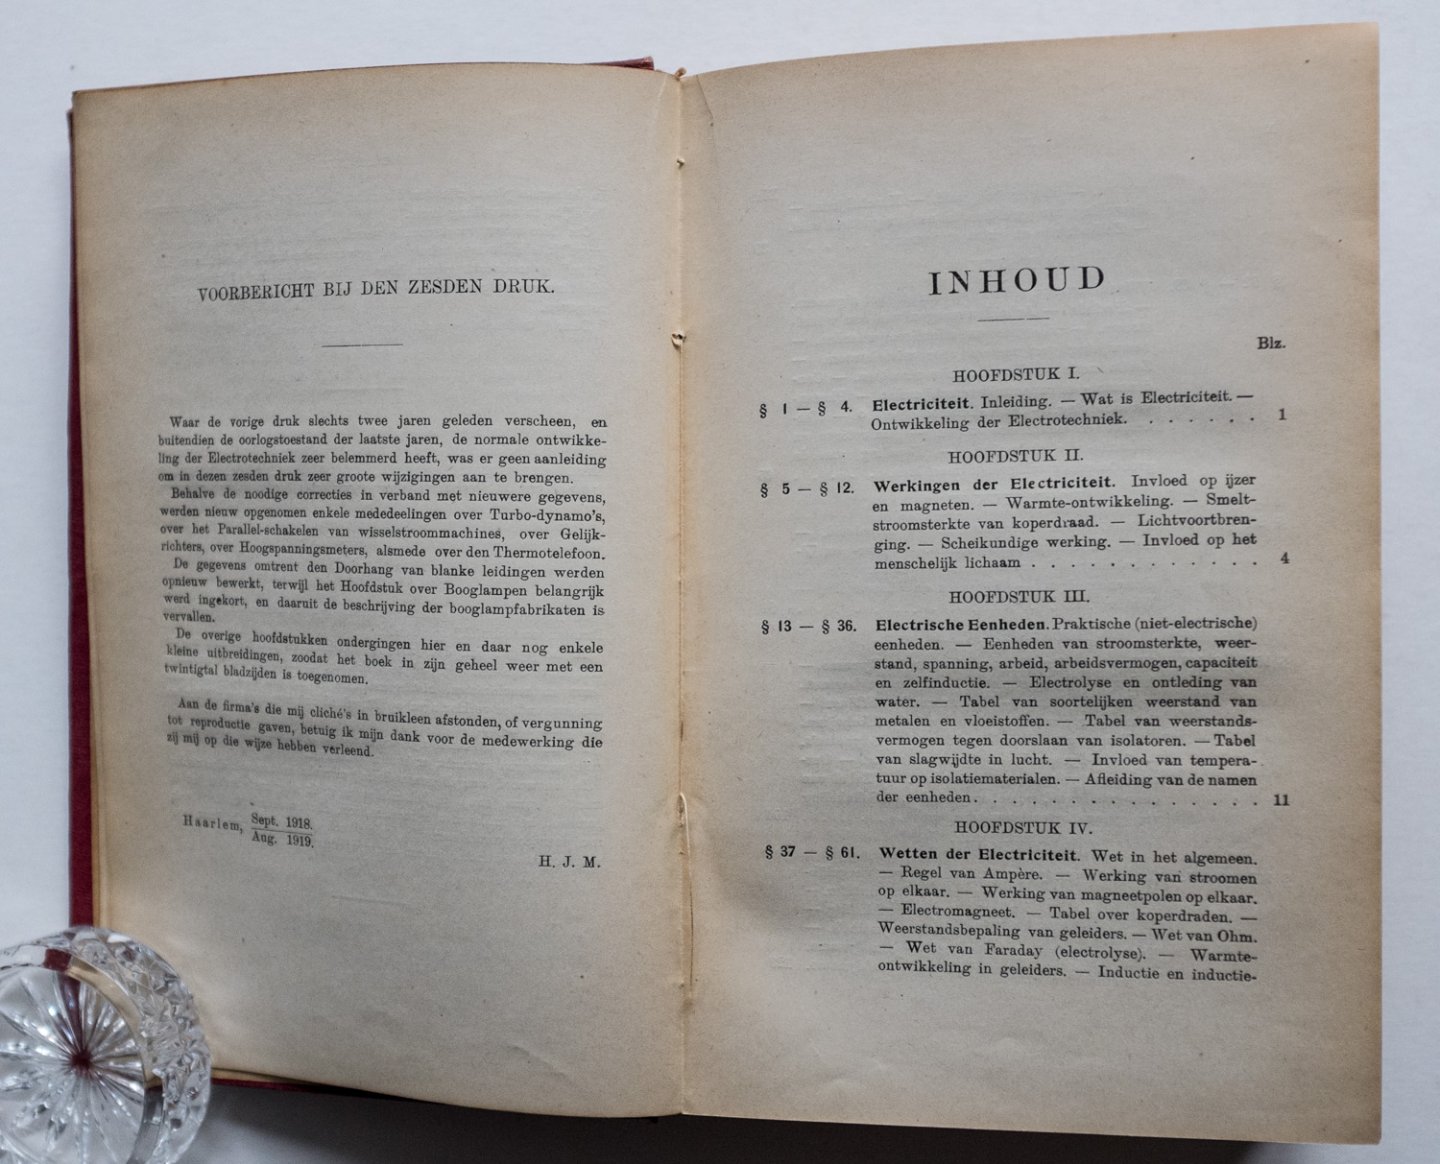 VOORBERICHT BIJ DEN ZESDEN DRUK.
Waar de vorige druk slechts twee jaren geleden verscheen, en
buitendien de oorlogstoestand der laatste jaren, de normale ontwikke-
ling der Electrotechniek zeer belemmerd heeft, was er geen aanleiding
om in dezen zesden druk zeer groote wijzigingen aan te brengen.
Behalve de noodige correcties in verband met nieuwere gegevens,
werden nieuw opgenomen enkele mededeelingen over Turbo-dynamo's,
over het Parallel-schakelen van wisselstroommachines, over Gelijk-
richters, over Hoogspanningsmeters, alsmede over den Thermotelefoon.
De gegevens omtrent den Doorhang van blanke leidingen werden
opnieuw bewerkt, terwijl het Hoofdstuk over Booglampen belangrijk
werd ingekort, en daaruit de beschrijving der booglampfabrikaten is
vervallen.
De overige hoofdstukken ondergingen hier en daar nog enkele
kleine uitbreidingen, zoodat het boek in zijn geheel weer met een
twintigtal bladzijden is toegenomen.
Aan de firma's die mij cliché's in bruikleen afstonden, of vergunning
tot reproductie gaven, betuig ik mijn dank voor de medewerking die
zij mij op die wijze hebben verleend.
Haarlem, Sept. 1918.
Aug. 1919.
H. J. M.
INHOUD
Blz.
HOOFDSTUK I.
§ 1 — § 4. Electriciteit. Inleiding. — Wat is Electriciteit. —
Ontwikkeling der Electrotechniek. . . . . . . 1
HOOFDSTUK II.
§ 5 — § 12. Werkingen der Electriciteit. Invloed op ijzer
en magneten. — Warmte-ontwikkeling. — Smelt-
stroomsterkte van koperdraad. — Lichtvoortbren-
ging. — Scheikundige werking. — Invloed op het
menschelijk lichaam . . . . . . . . . . . . 4
HOOFDSTUK III.
§ 13 — § 36. Electrische Eenheden. Praktische (niet-electrische)
eenheden. — Eenheden van stroomsterkte, weer-
stand, spanning, arbeid, arbeidsvermogen, capaciteit
en zelfinductie. — Electrolyse en ontleding van
water. — Tabel van soortelijken weerstand van
metalen en vloeistoffen. — Tabel van weerstands-
vermogen tegen doorslaan van isolatoren. — Tabel
van slagwijdte in lucht. — Invloed van tempera-
tuur op isolatiematerialen. — Afleiding van de namen
der eenheden . . . . . . . . . . . . . . . 11
HOOFDSTUK IV.
§ 37 — § 61. Wetten der Electriciteit. Wet in het algemeen.
— Regel van Ampère. — Werking van stroomen
op elkaar. — Werking van magneetpolen op elkaar.
— Electromagneet. — Tabel over koperdraden. —
Weerstandsbepaling van geleiders. — Wet van Ohm.
— Wet van Faraday (electrolyse). — Warmte-
ontwikkeling in geleiders. — Inductie en inductie-